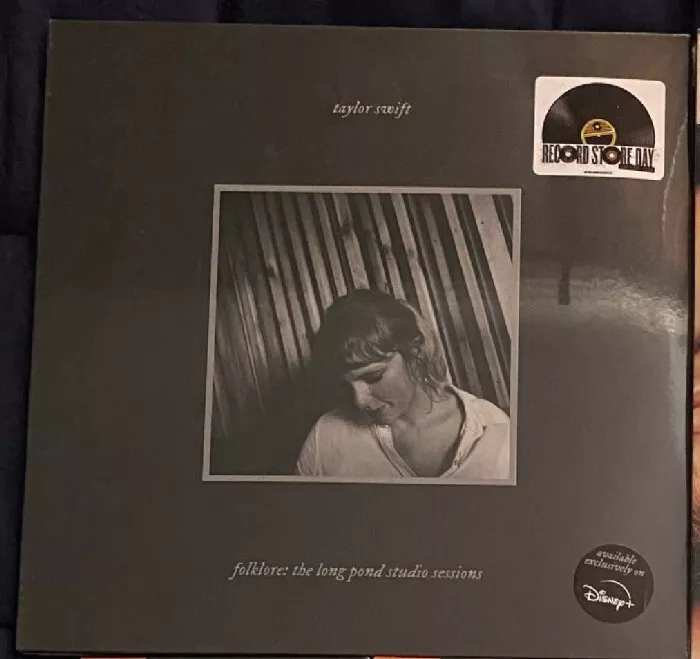 taylor swift
RECORD STORE DAY
folklore: the long pond studio sessions
available
exclusively on
Disney+